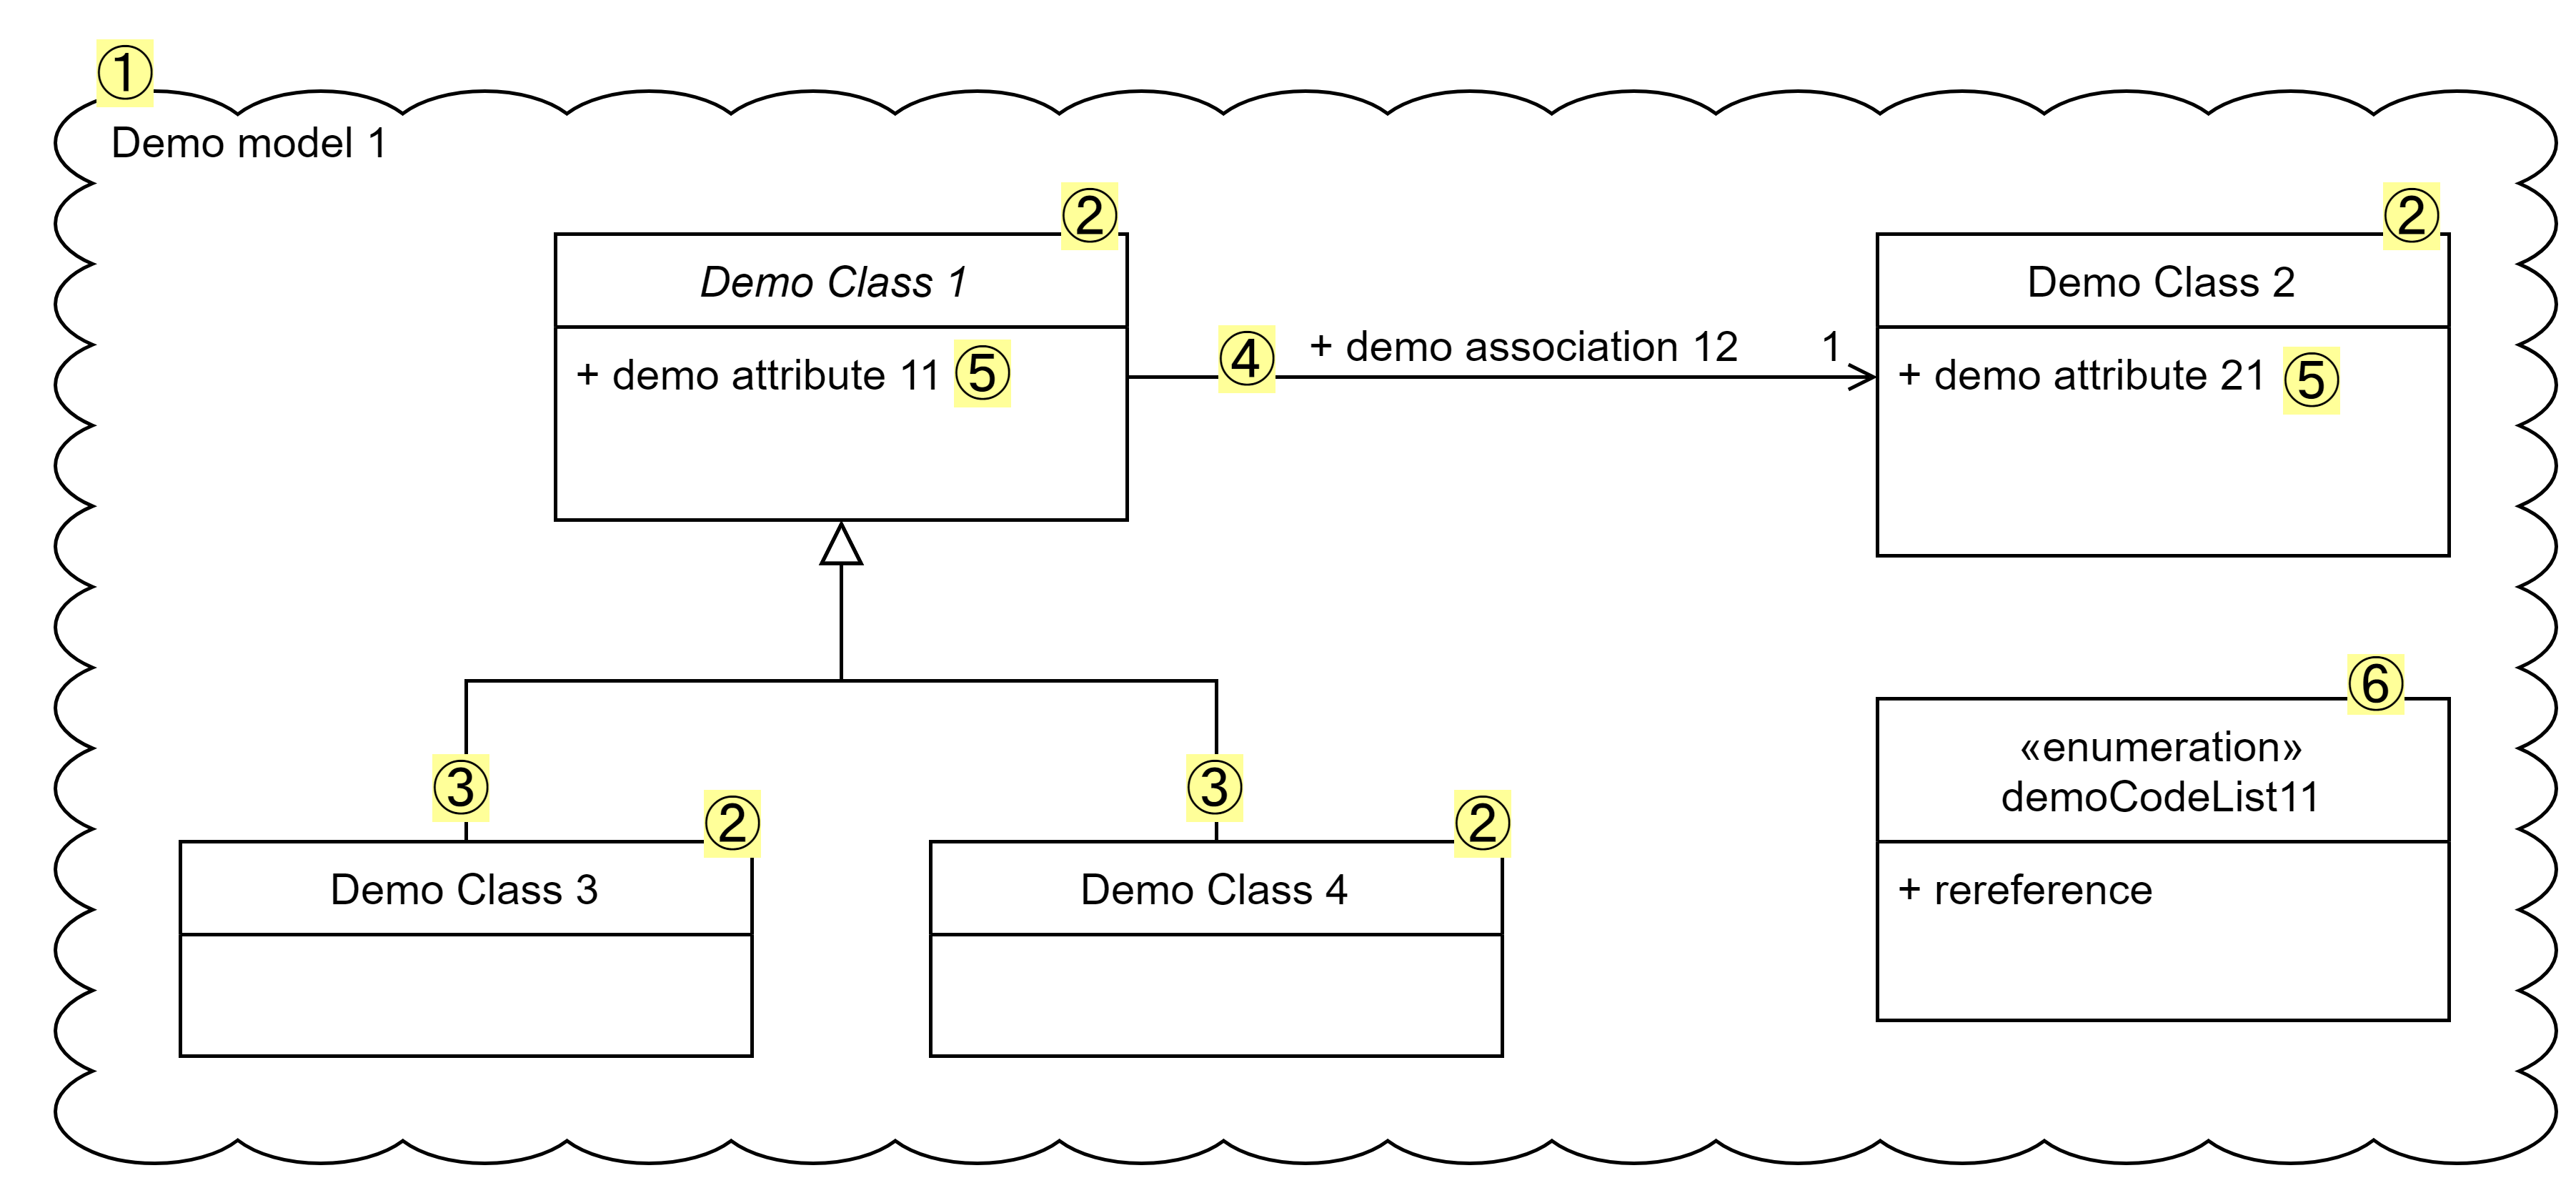 ①
Demo model 1
②
Demo Class 1
+ demo attribute 11 ⑤
④ + demo association 12 1
②
Demo Class 2
+ demo attribute 21 ⑤
③
②
Demo Class 3
③
②
Demo Class 4
⑥
«enumeration»
demoCodeList11
+ rereference